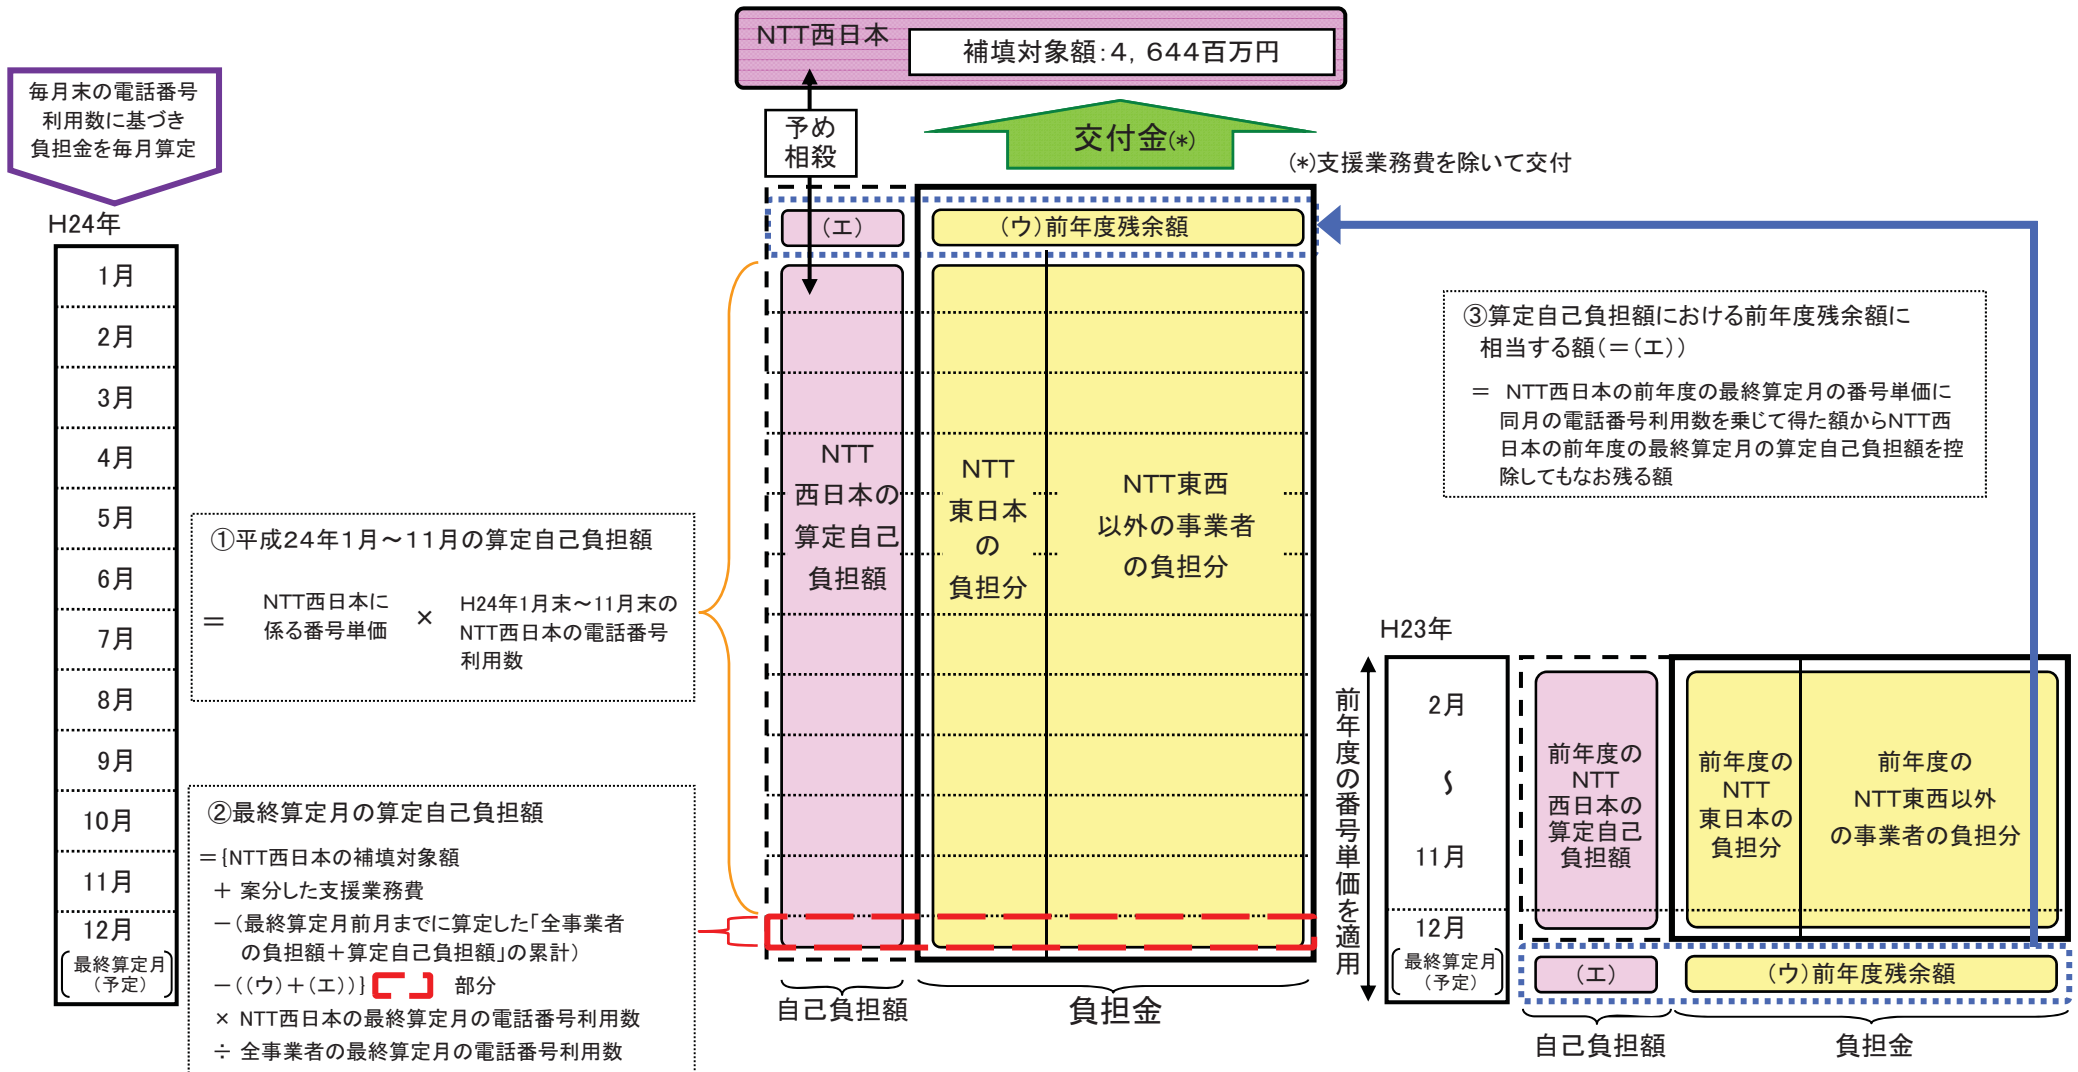 NTT西日本
補填対象額:4,644百万円
毎月末の電話番号
利用数に基づき
負担金を毎月算定
予め
相殺
交付金(*)
(*)支援業務費を除いて交付
H24年
1月
2月
3月
4月
5月
6月
7月
8月
9月
10月
11月
12月
最終算定月
(予定)
(エ)
(ウ)前年度残余額
NTT
西日本の
算定自己
負担額
NTT
東日本
の
負担分
NTT東西
以外の事業者
の負担分
自己負担額
負担金
①平成24年1月~11月の算定自己負担額
=
NTT西日本に
係る番号単価
×
H24年1月末~11月末の
NTT西日本の電話番号
利用数
②最終算定月の算定自己負担額
={NTT西日本の補填対象額
+ 案分した支援業務費
-(最終算定月前月までに算定した「全事業者
の負担額+算定自己負担額」の累計)
-((ウ)+(エ))} 部分
× NTT西日本の最終算定月の電話番号利用数
÷ 全事業者の最終算定月の電話番号利用数
③算定自己負担額における前年度残余額に
相当する額(=(エ))
= NTT西日本の前年度の最終算定月の番号単価に
同月の電話番号利用数を乗じて得た額からNTT西
日本の前年度の最終算定月の算定自己負担額を控
除してもなお残る額
H23年
前年度の番号単価を適用
2月
~
11月
12月
最終算定月
(予定)
前年度の
NTT
西日本の
算定自己
負担額
前年度の
NTT
東日本の
負担分
前年度の
NTT東西以外
の事業者の負担分
(エ)
(ウ)前年度残余額
自己負担額
負担金